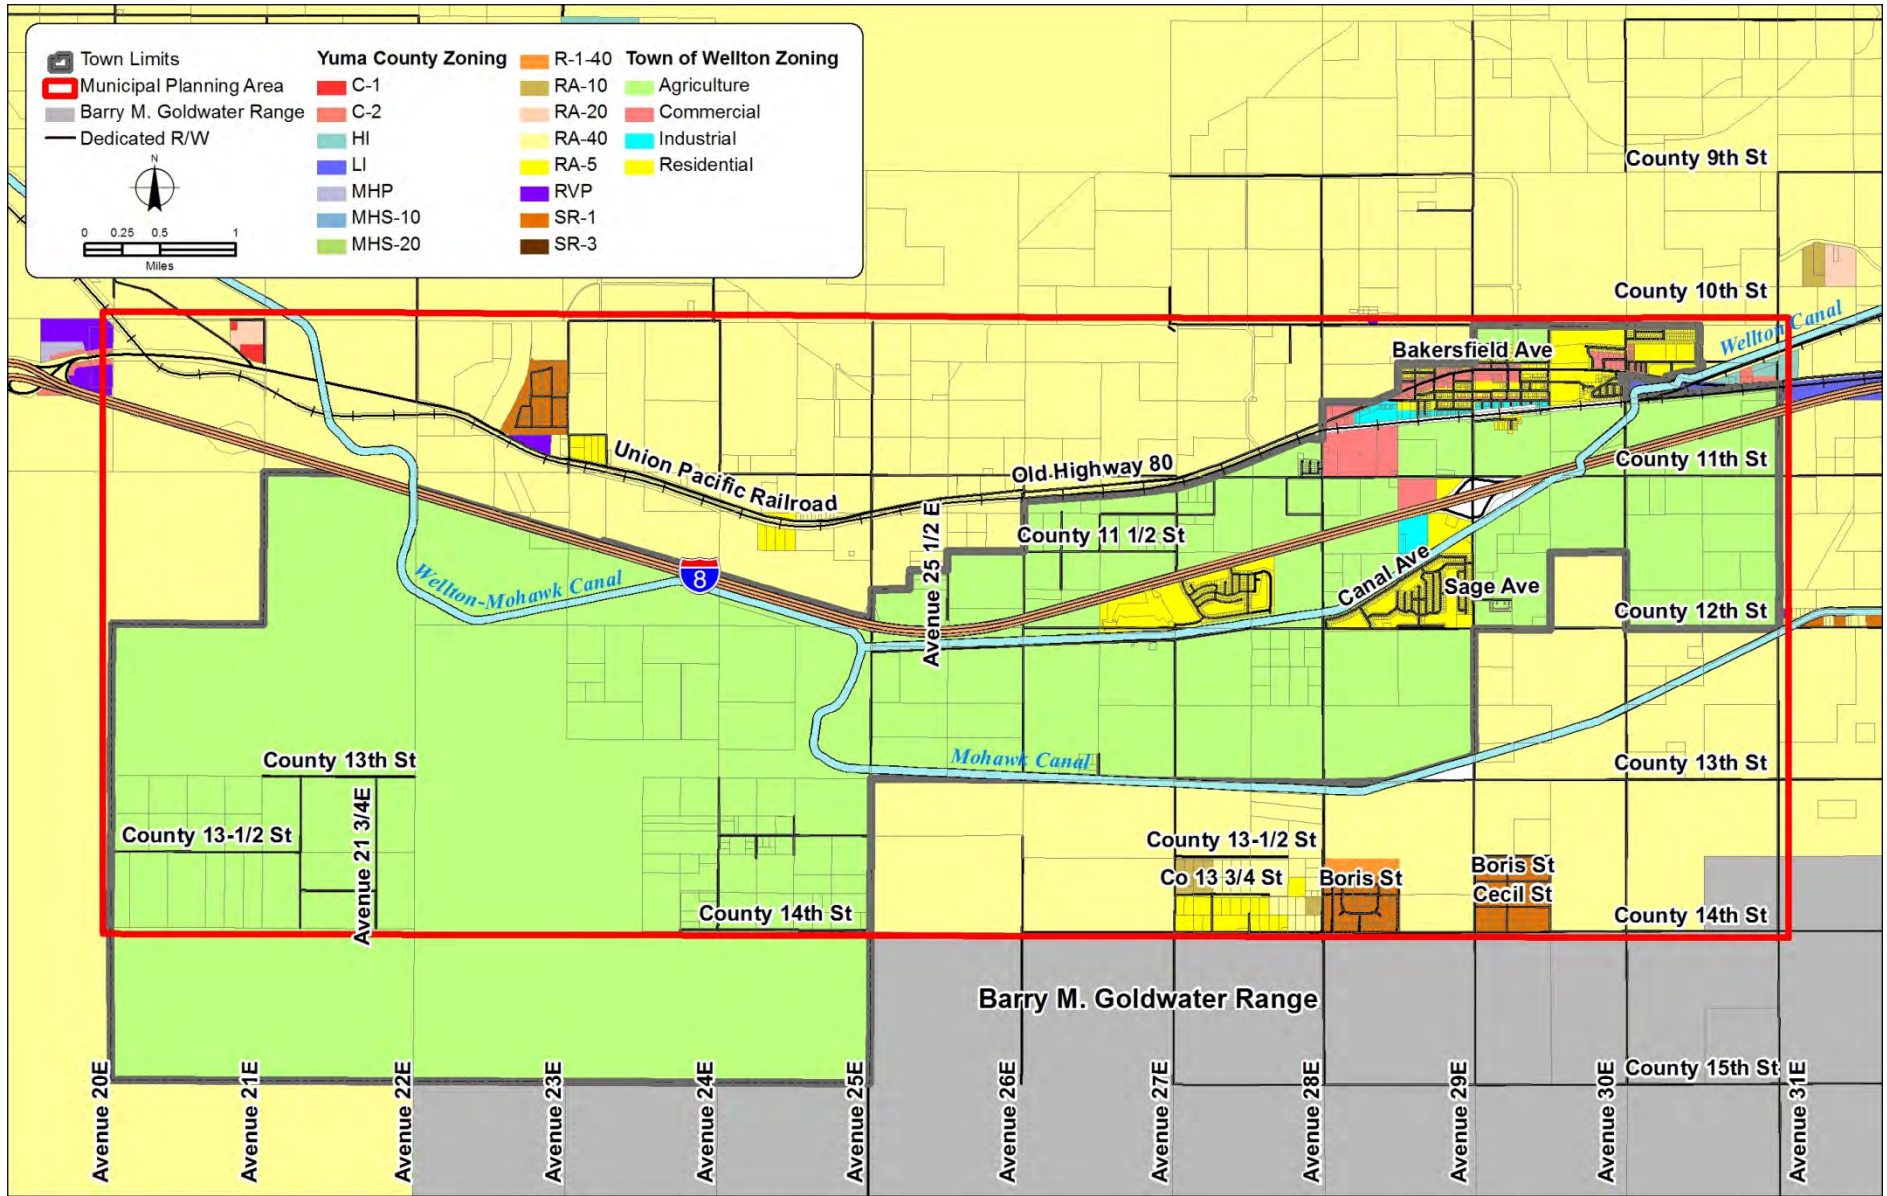 Town Limits
Municipal Planning Area
Barry M. Goldwater Range
Dedicated R/W
N
0 0.25 0.5 1
Miles
Yuma County Zoning
C-1
C-2
HI
LI
MHP
MHS-10
MHS-20
R-1-40
RA-10
RA-20
RA-40
RA-5
RVP
SR-1
SR-3
Town of Wellton Zoning
Agriculture
Commercial
Industrial
Residential
County 9th St
County 10th St
Wellton Canal
Bakersfield Ave
Union Pacific Railroad
Old Highway 80
County 11th St
Avenue 25 1/2 E
County 11 1/2 St
8
Wellton-Mohawk Canal
Canal Ave
Sage Ave
County 12th St
County 13th St
Mohawk Canal
County 13th St
Avenue 21 3/4E
County 13-1/2 St
County 13-1/2 St
Co 13 3/4 St
Boris St
Boris St
Cecil St
County 14th St
County 14th St
Barry M. Goldwater Range
County 15th St
Avenue 20E
Avenue 21E
Avenue 22E
Avenue 23E
Avenue 24E
Avenue 25E
Avenue 26E
Avenue 27E
Avenue 28E
Avenue 29E
Avenue 30E
Avenue 31E